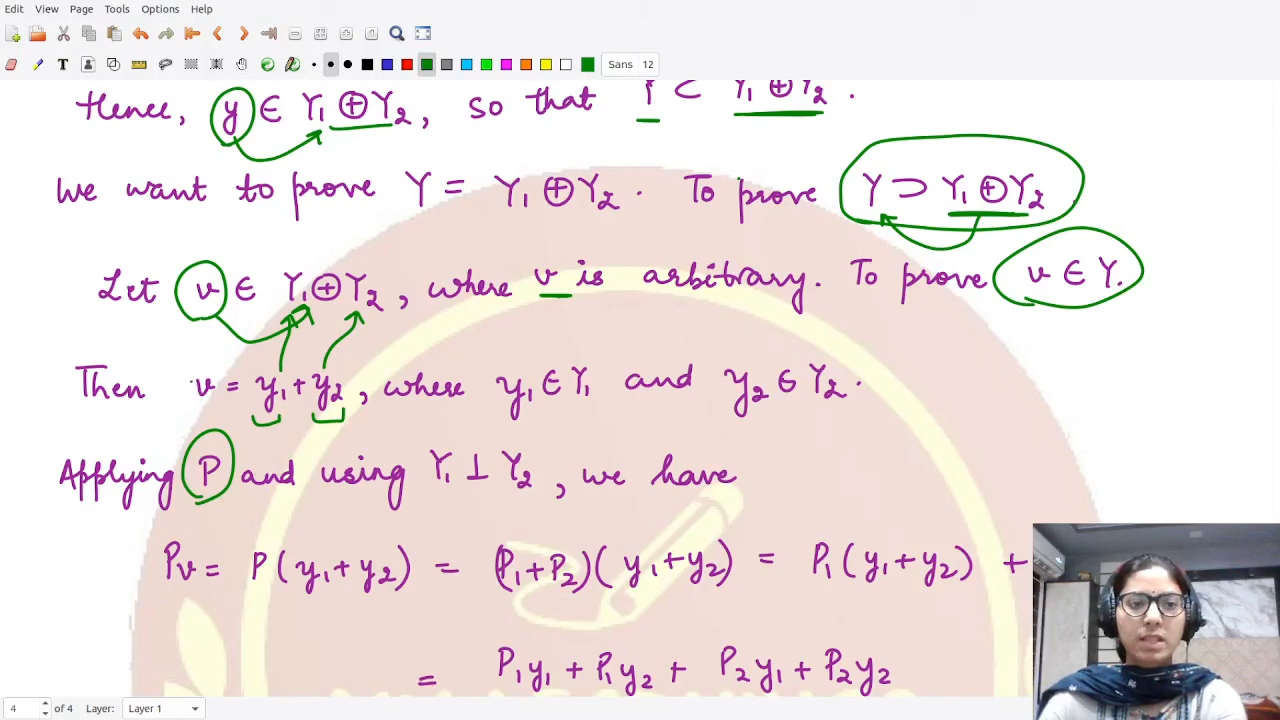 Edit View Page Tools Options Help
Sans 12
Hence, y ∈ Y₁ ⊕ Y₂, so that Y ⊂ Y₁ ⊕ Y₂.
We want to prove Y = Y₁ ⊕ Y₂. To prove Y ⊃ Y₁ ⊕ Y₂
Let v ∈ Y₁ ⊕ Y₂, where v is arbitrary. To prove v ∈ Y.
Then v = y₁ + y₂, where y₁ ∈ Y₁ and y₂ ∈ Y₂.
Applying P and using Y₁ ⊥ Y₂, we have
Pv = P(y₁+y₂) = (P₁+P₂)(y₁+y₂) = P₁(y₁+y₂) +
= P₁y₁ + P₁y₂ + P₂y₁ + P₂y₂
4 of 4 Layer: Layer 1